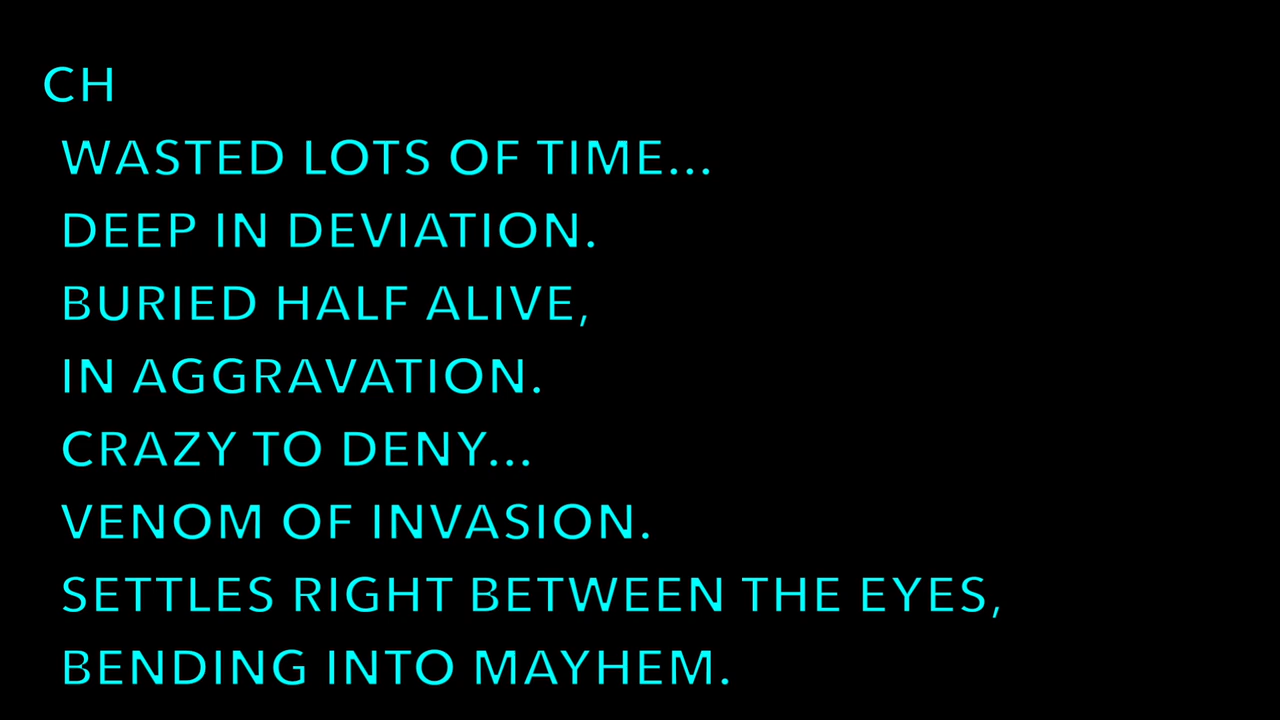 CH
WASTED LOTS OF TIME...
DEEP IN DEVIATION.
BURIED HALF ALIVE,
IN AGGRAVATION.
CRAZY TO DENY...
VENOM OF INVASION.
SETTLES RIGHT BETWEEN THE EYES,
BENDING INTO MAYHEM.